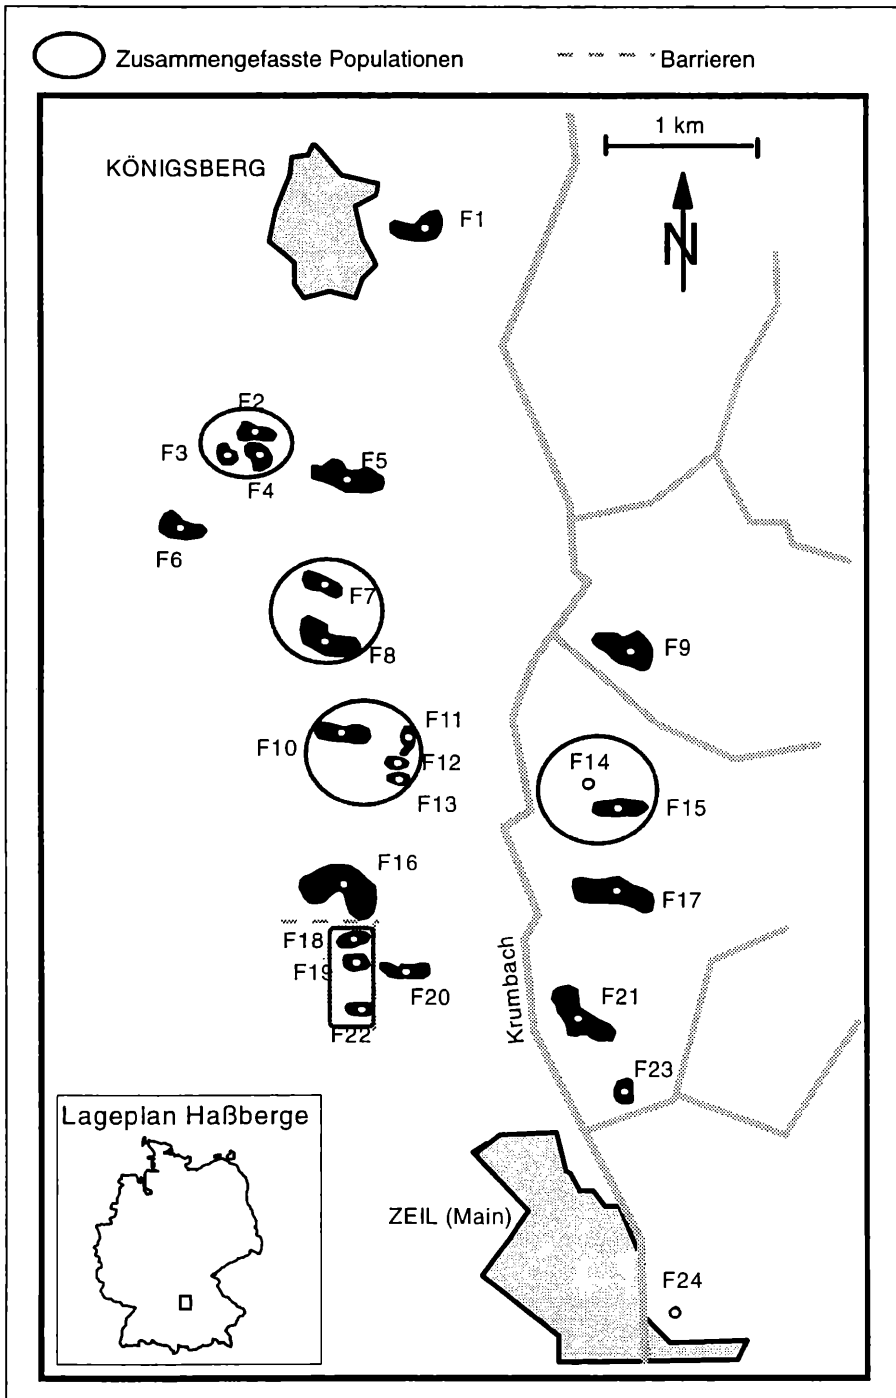 Zusammengefasste Populationen
Barrieren
1 km
KÖNIGSBERG
N
F1
F2
F3
F4
F5
F6
F7
F8
F9
F10
F11
F12
F13
F14
F15
F16
F17
F18
F19
F20
F21
F22
F23
Krumbach
Lageplan Haßberge
ZEIL (Main)
F24